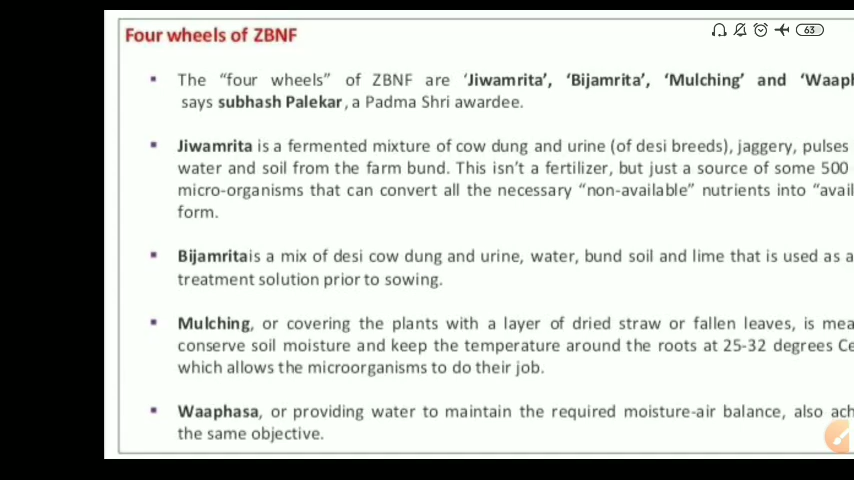 Four wheels of ZBNF
63
The “four wheels” of ZBNF are ‘Jiwamrita’, ‘Bijamrita’, ‘Mulching’ and
says subhash Palekar, a Padma Shri awardee.
Jiwamrita is a fermented mixture of cow dung and urine (of desi breeds), jaggery, pulses
water and soil from the farm bund. This isn’t a fertilizer, but just a source of some 500
micro-organisms that can convert all the necessary “non-available” nutrients into
form.
Bijamritais a mix of desi cow dung and urine, water, bund soil and lime that is used as a
treatment solution prior to sowing.
Mulching, or covering the plants with a layer of dried straw or fallen leaves, is
conserve soil moisture and keep the temperature around the roots at 25-32 degrees
which allows the microorganisms to do their job.
Waaphasa, or providing water to maintain the required moisture-air balance, also
the same objective.